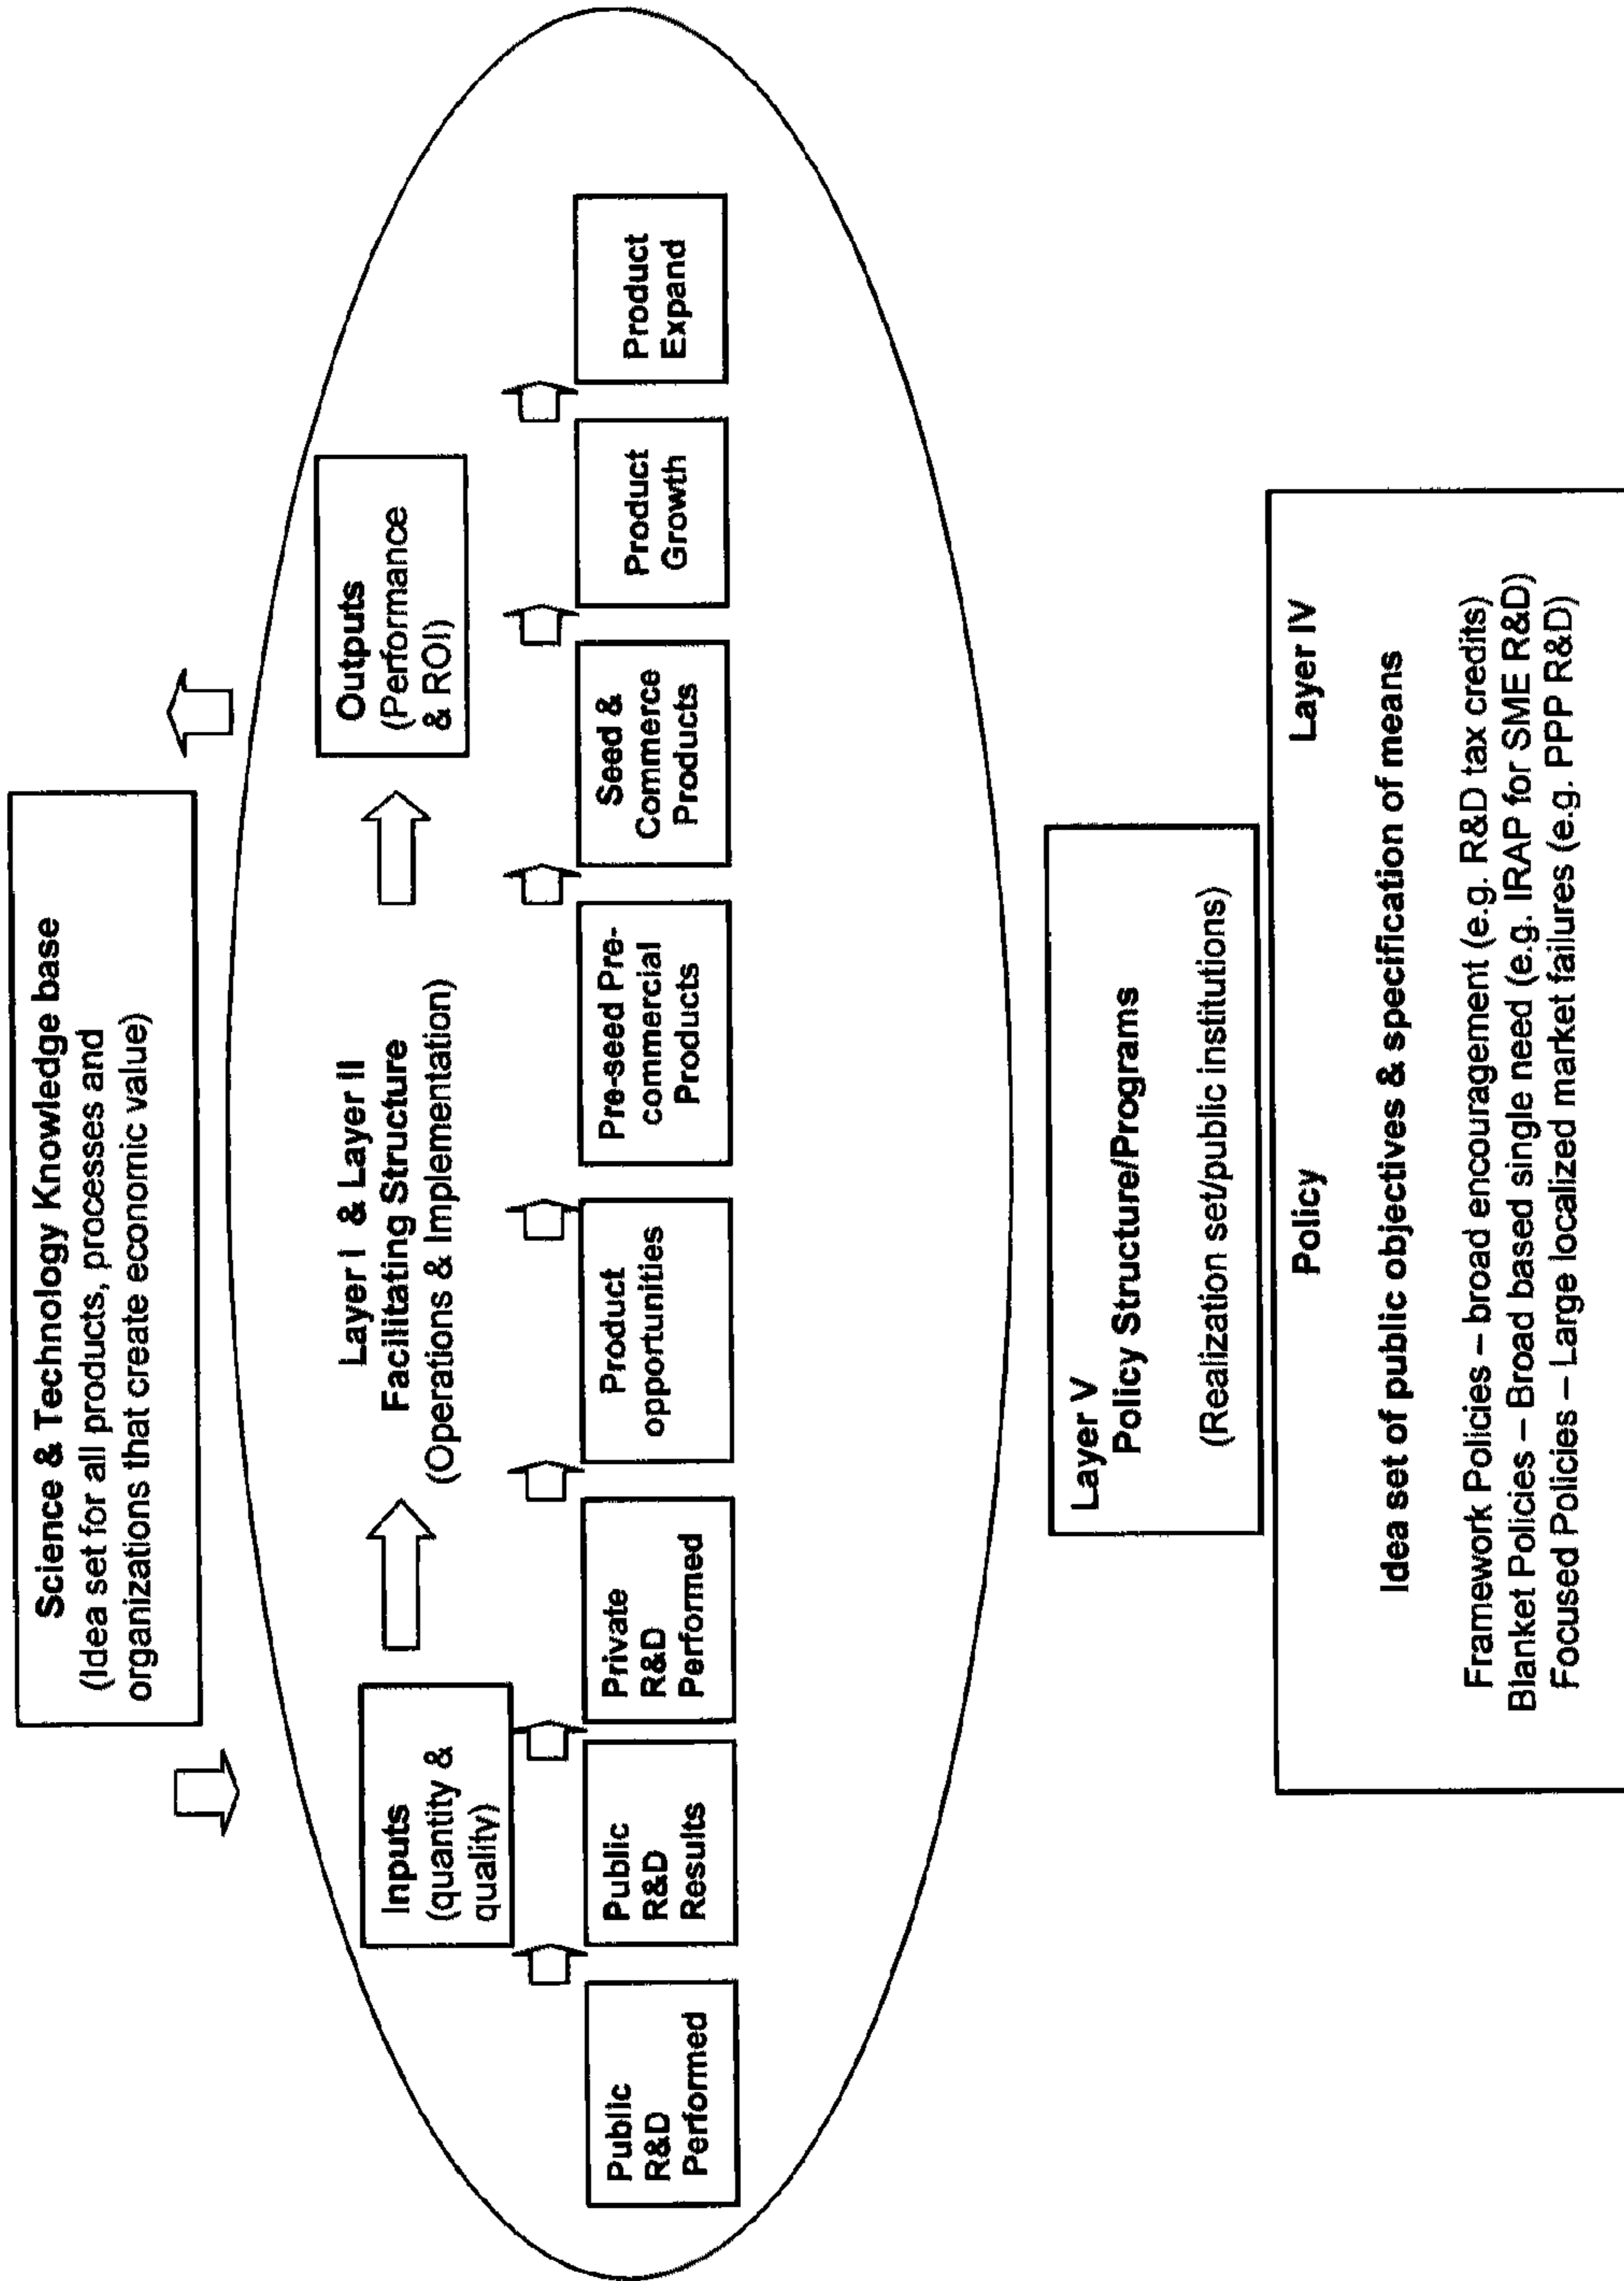 Science & Technology Knowledge base
(Idea set for all products, processes and
organizations that create economic value)
Layer I & Layer II
Facilitating Structure
(Operations & Implementation)
Inputs
(quantity &
quality)
Outputs
(Performance
& ROI)
Public
R&D
Performed
Public
R&D
Results
Private
R&D
Performed
Product
opportunities
Pre-seed Pre-
commercial
Products
Seed &
Commerce
Products
Product
Growth
Product
Expand
Layer V
Policy Structure/Programs
(Realization set/public institutions)
Policy
Layer IV
Idea set of public objectives & specification of means
Framework Policies – broad encouragement (e.g. R&D tax credits)
Blanket Policies – Broad based single need (e.g. IRAP for SME R&D)
Focused Policies – Large localized market failures (e.g. PPP R&D)